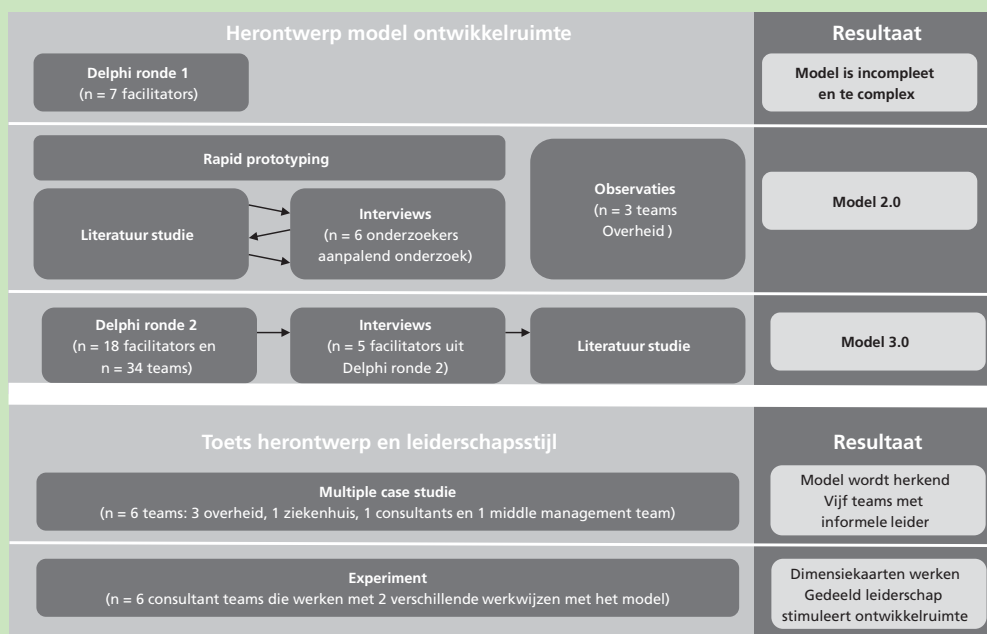 Herontwerp model ontwikkelruimte
Resultaat
Delphi ronde 1
(n = 7 facilitators)
Model is incompleet
en te complex
Rapid prototyping
Literatuur studie
Interviews
(n = 6 onderzoekers
aanpalend onderzoek)
Observaties
(n = 3 teams
Overheid )
Model 2.0
Delphi ronde 2
(n = 18 facilitators en
n = 34 teams)
Interviews
(n = 5 facilitators uit
Delphi ronde 2)
Literatuur studie
Model 3.0
Toets herontwerp en leiderschapsstijl
Resultaat
Multiple case studie
(n = 6 teams: 3 overheid, 1 ziekenhuis, 1 consultants en 1 middle management team)
Model wordt herkend
Vijf teams met
informele leider
Experiment
(n = 6 consultant teams die werken met 2 verschillende werkwijzen met het model)
Dimensiekaarten werken
Gedeeld leiderschap
stimuleert ontwikkelruimte